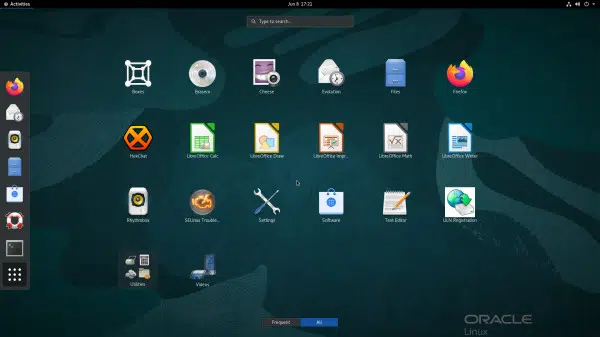 Activities
Jun 8 17:21
Type to search...
Boxes
Brasero
Cheese
Evolution
Files
Firefox
HexChat
LibreOffice Calc
LibreOffice Draw
LibreOffice Impr...
LibreOffice Math
LibreOffice Writer
Rhythmbox
SELinux Trouble...
Settings
Software
Text Editor
ULN Registration
Utilities
Videos
Frequent
All
ORACLE
Linux